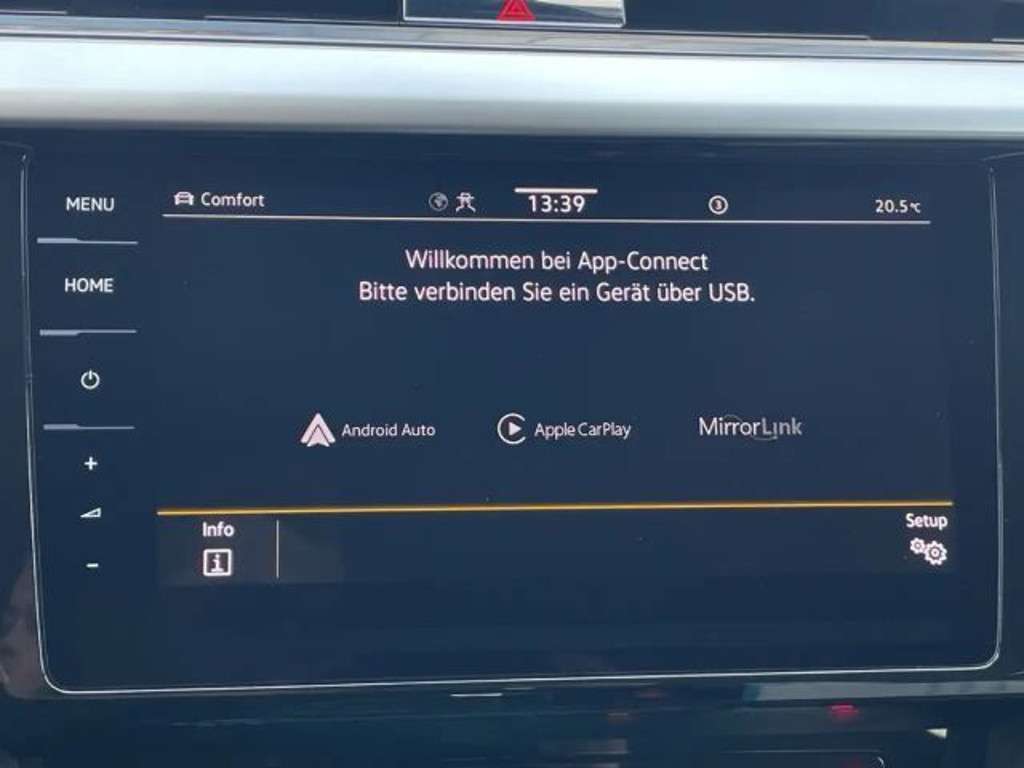 MENU
Comfort
13:39
3
20.5°C
HOME
Willkommen bei App-Connect
Bitte verbinden Sie ein Gerät über USB.
Android Auto
Apple CarPlay
MirrorLink
+
-
Info
i
Setup